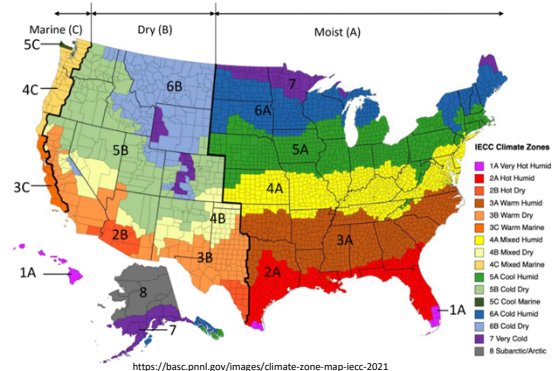 Marine (C)
Dry (B)
Moist (A)
5C
4C
3C
6B
5B
4B
2B
3B
7
6A
5A
4A
3A
2A
1A
1A
8
7
IECC Climate Zones
1A Very Hot Humid
2A Hot Humid
2B Hot Dry
3A Warm Humid
3B Warm Dry
3C Warm Marine
4A Mixed Humid
4B Mixed Dry
4C Mixed Marine
5A Cool Humid
5B Cool Dry
5C Cool Marine
6A Cold Humid
6B Cold Dry
7 Very Cold
8 Subarctic/Arctic
https://basc.pnnl.gov/images/climate-zone-map-iecc-2021